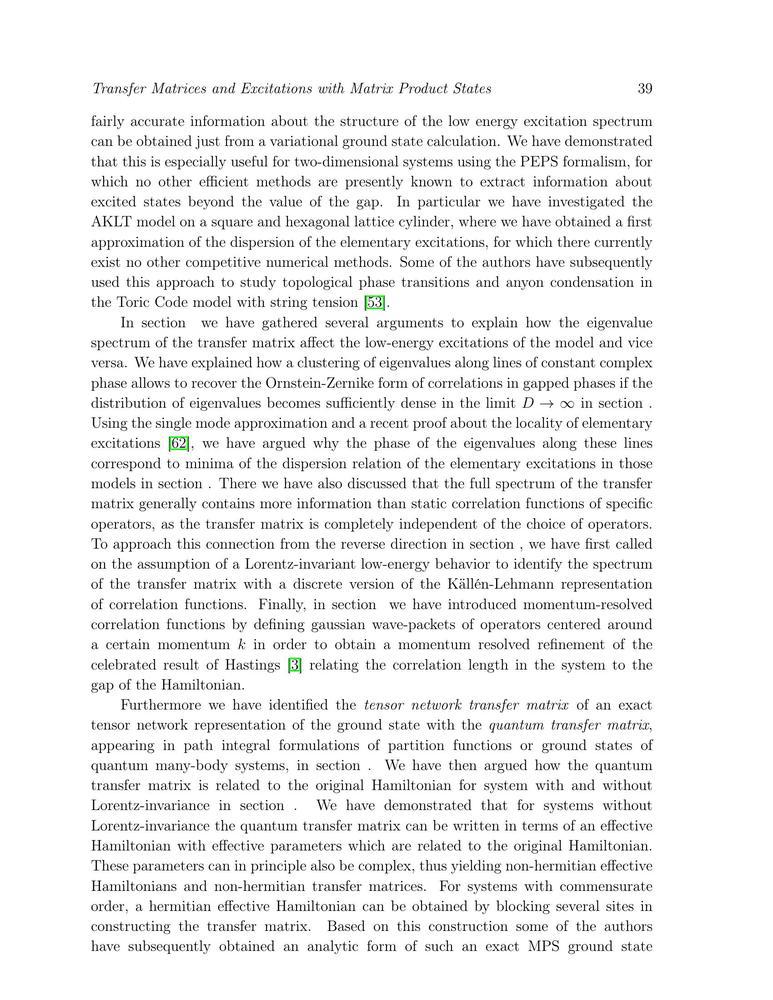 Transfer Matrices and Excitations with Matrix Product States 39
fairly accurate information about the structure of the low energy excitation spectrum
can be obtained just from a variational ground state calculation. We have demonstrated
that this is especially useful for two-dimensional systems using the PEPS formalism, for
which no other efficient methods are presently known to extract information about
excited states beyond the value of the gap. In particular we have investigated the
AKLT model on a square and hexagonal lattice cylinder, where we have obtained a first
approximation of the dispersion of the elementary excitations, for which there currently
exist no other competitive numerical methods. Some of the authors have subsequently
used this approach to study topological phase transitions and anyon condensation in
the Toric Code model with string tension [53].
In section we have gathered several arguments to explain how the eigenvalue
spectrum of the transfer matrix affect the low-energy excitations of the model and vice
versa. We have explained how a clustering of eigenvalues along lines of constant complex
phase allows to recover the Ornstein-Zernike form of correlations in gapped phases if the
distribution of eigenvalues becomes sufficiently dense in the limit D → ∞ in section .
Using the single mode approximation and a recent proof about the locality of elementary
excitations [62], we have argued why the phase of the eigenvalues along these lines
correspond to minima of the dispersion relation of the elementary excitations in those
models in section . There we have also discussed that the full spectrum of the transfer
matrix generally contains more information than static correlation functions of specific
operators, as the transfer matrix is completely independent of the choice of operators.
To approach this connection from the reverse direction in section , we have first called
on the assumption of a Lorentz-invariant low-energy behavior to identify the spectrum
of the transfer matrix with a discrete version of the Källén-Lehmann representation
of correlation functions. Finally, in section we have introduced momentum-resolved
correlation functions by defining gaussian wave-packets of operators centered around
a certain momentum k in order to obtain a momentum resolved refinement of the
celebrated result of Hastings [3] relating the correlation length in the system to the
gap of the Hamiltonian.
Furthermore we have identified the tensor network transfer matrix of an exact
tensor network representation of the ground state with the quantum transfer matrix,
appearing in path integral formulations of partition functions or ground states of
quantum many-body systems, in section . We have then argued how the quantum
transfer matrix is related to the original Hamiltonian for system with and without
Lorentz-invariance in section . We have demonstrated that for systems without
Lorentz-invariance the quantum transfer matrix can be written in terms of an effective
Hamiltonian with effective parameters which are related to the original Hamiltonian.
These parameters can in principle also be complex, thus yielding non-hermitian effective
Hamiltonians and non-hermitian transfer matrices. For systems with commensurate
order, a hermitian effective Hamiltonian can be obtained by blocking several sites in
constructing the transfer matrix. Based on this construction some of the authors
have subsequently obtained an analytic form of such an exact MPS ground state